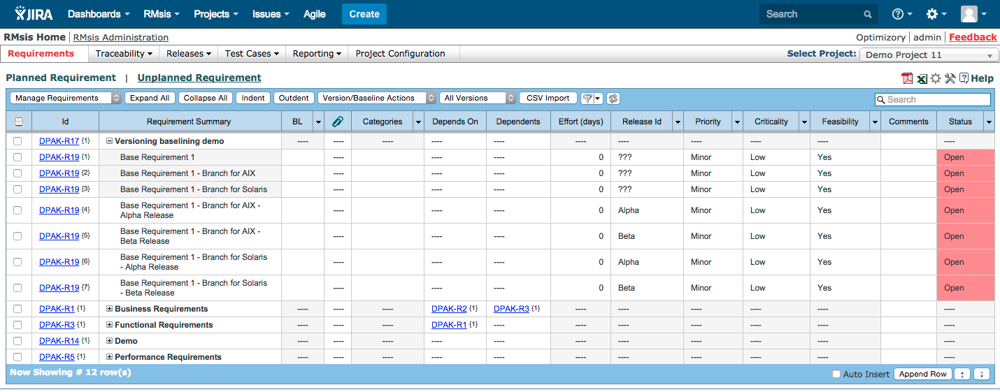 JIRA Dashboards RMsis Projects Issues Agile Create Search
RMsis Home RMsis Administration Optimizory admin Feedback
Requirements Traceability Releases Test Cases Reporting Project Configuration Select Project: Demo Project 11
Planned Requirement | Unplanned Requirement Help
Manage Requirements Expand All Collapse All Indent Outdent Version/Baseline Actions All Versions CSV Import Search
Id Requirement Summary BL Categories Depends On Dependents Effort (days) Release Id Priority Criticality Feasibility Comments Status
DPAK-R17 {1} Versioning baselining demo ---- ---- ---- ---- ---- ---- ---- ---- ---- ---- ----
DPAK-R19 {1} Base Requirement 1 ---- ---- ---- 0 ??? Minor Low Yes Open
DPAK-R19 {2} Base Requirement 1 - Branch for AIX ---- ---- ---- 0 ??? Minor Low Yes Open
DPAK-R19 {3} Base Requirement 1 - Branch for Solaris ---- ---- ---- 0 ??? Minor Low Yes Open
DPAK-R19 {4} Base Requirement 1 - Branch for AIX - ---- ---- ---- 0 Alpha Minor Low Yes Open
Alpha Release
DPAK-R19 {5} Base Requirement 1 - Branch for AIX - ---- ---- ---- 0 Beta Minor Low Yes Open
Beta Release
DPAK-R19 {6} Base Requirement 1 - Branch for Solaris ---- ---- ---- 0 Alpha Minor Low Yes Open
- Alpha Release
DPAK-R19 {7} Base Requirement 1 - Branch for Solaris ---- ---- ---- 0 Beta Minor Low Yes Open
- Beta Release
DPAK-R1 {1} Business Requirements ---- ---- ---- DPAK-R2 {1} DPAK-R3 {1} ---- ---- ---- ---- ---- ----
DPAK-R3 {1} Functional Requirements ---- ---- ---- DPAK-R1 {1} ---- ---- ---- ---- ---- ---- ----
DPAK-R14 {1} Demo ---- ---- ---- ---- ---- ---- ---- ---- ---- ---- ----
DPAK-R5 {1} Performance Requirements ---- ---- ---- ---- ---- ---- ---- ---- ---- ---- ----
Now Showing # 12 row(s) Auto Insert Append Row